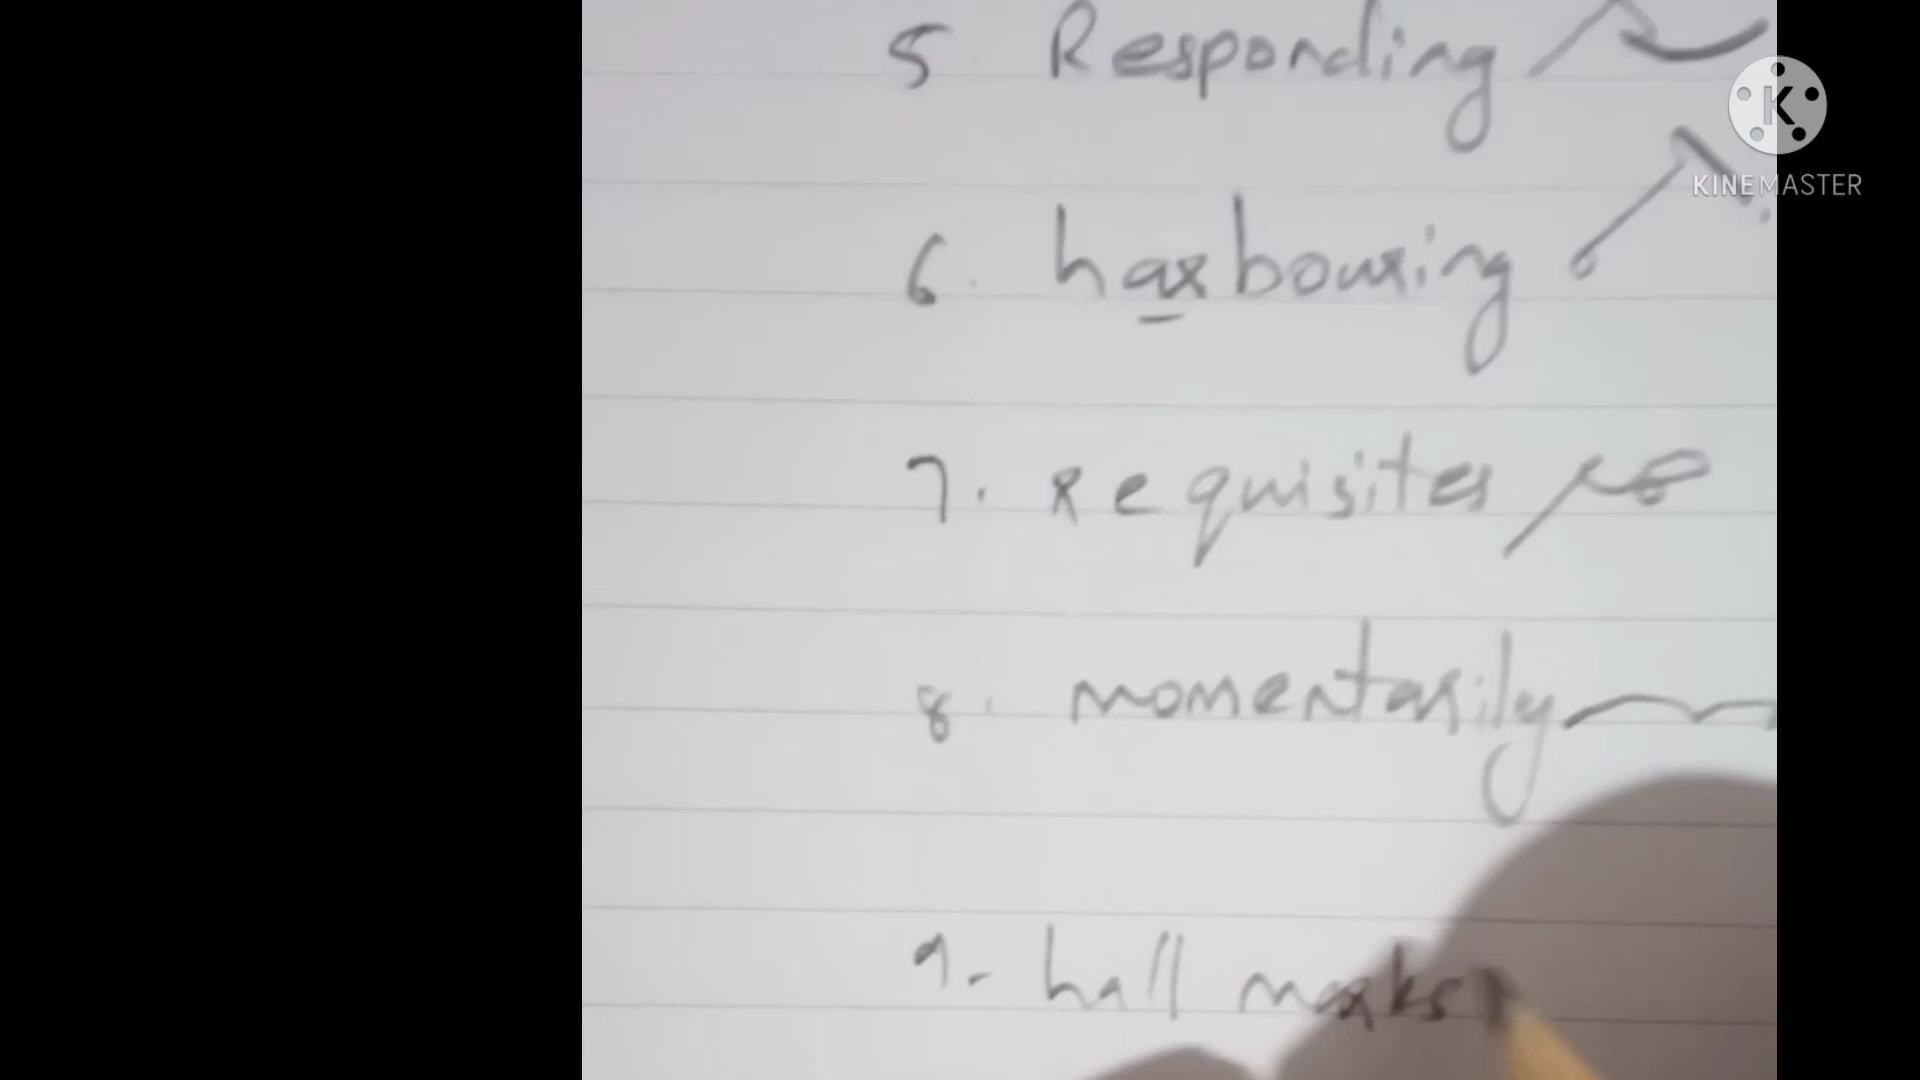 5 Responding
6. harbouring
7. requisites
8. momentarily
9- hall marks
KINEMASTER